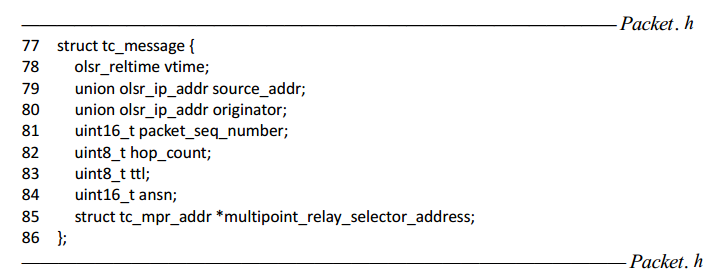 Packet. h
77 struct tc_message {
78 olsr_reltime vtime;
79 union olsr_ip_addr source_addr;
80 union olsr_ip_addr originator;
81 uint16_t packet_seq_number;
82 uint8_t hop_count;
83 uint8_t ttl;
84 uint16_t ansn;
85 struct tc_mpr_addr *multipoint_relay_selector_address;
86 };
Packet. h